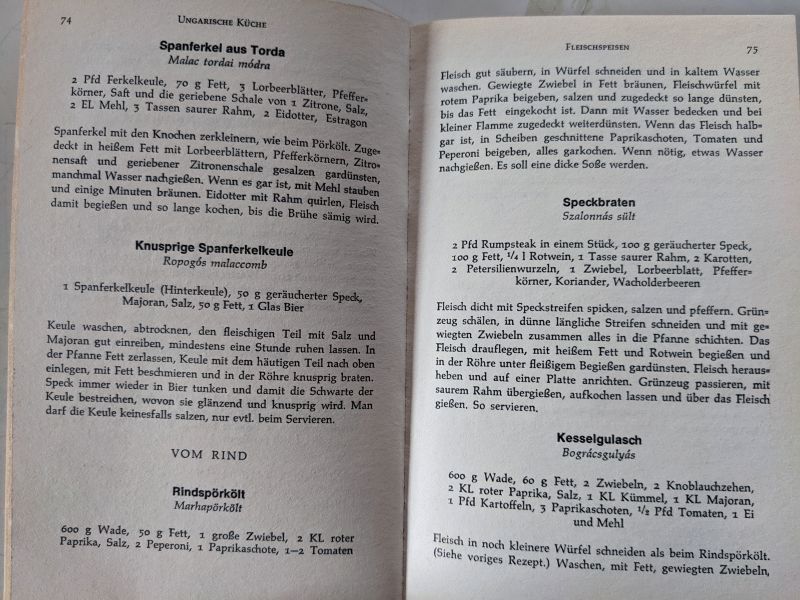 74 UNGARISCHE KÜCHE
Spanferkel aus Torda
Malac tordai módra
2 Pfd Ferkelkeule, 70 g Fett, 3 Lorbeerblätter, Pfeffer=
körner, Saft und die geriebene Schale von 1 Zitrone, Salz,
2 EL Mehl, 3 Tassen saurer Rahm, 2 Eidotter, Estragon
Spanferkel mit den Knochen zerkleinern, wie beim Pörkölt. Zuge=
deckt in heißem Fett mit Lorbeerblättern, Pfefferkörnern, Zitro=
nensaft und geriebener Zitronenschale gesalzen gardünsten,
manchmal Wasser nachgießen. Wenn es gar ist, mit Mehl stauben
und einige Minuten bräunen. Eidotter mit Rahm quirlen, Fleisch
damit begießen und so lange kochen, bis die Brühe sämig wird.
Knusprige Spanferkelkeule
Ropogós malaccomb
1 Spanferkelkeule (Hinterkeule), 50 g geräucherter Speck,
Majoran, Salz, 50 g Fett, 1 Glas Bier
Keule waschen, abtrocknen, den fleischigen Teil mit Salz und
Majoran gut einreiben, mindestens eine Stunde ruhen lassen. In
der Pfanne Fett zerlassen, Keule mit dem häutigen Teil nach oben
einlegen, mit Fett beschmieren und in der Röhre knusprig braten.
Speck immer wieder in Bier tunken und damit die Schwarte der
Keule bestreichen, wovon sie glänzend und knusprig wird. Man
darf die Keule keinesfalls salzen, nur evtl. beim Servieren.
VOM RIND
Rindspörkölt
Marhapörkölt
600 g Wade, 50 g Fett, 1 große Zwiebel, 2 KL roter
Paprika, Salz, 2 Peperoni, 1 Paprikaschote, 1—2 Tomaten
FLEISCHSPEISEN 75
Fleisch gut säubern, in Würfel schneiden und in kaltem Wasser
waschen. Gewiegte Zwiebel in Fett bräunen, Fleischwürfel mit
rotem Paprika beigeben, salzen und zugedeckt so lange dünsten,
bis das Fett eingekocht ist. Dann mit Wasser bedecken und bei
kleiner Flamme zugedeckt weiterdünsten. Wenn das Fleisch halb=
gar ist, in Scheiben geschnittene Paprikaschoten, Tomaten und
Peperoni beigeben, alles garkochen. Wenn nötig, etwas Wasser
nachgießen. Es soll eine dicke Soße werden.
Speckbraten
Szalonnás sült
2 Pfd Rumpsteak in einem Stück, 100 g geräucherter Speck,
100 g Fett, 1/4 l Rotwein, 1 Tasse saurer Rahm, 2 Karotten,
2 Petersilienwurzeln, 1 Zwiebel, Lorbeerblatt, Pfeffer=
körner, Koriander, Wacholderbeeren
Fleisch dicht mit Speckstreifen spicken, salzen und pfeffern. Grün=
zeug schälen, in dünne längliche Streifen schneiden und mit ge=
wiegten Zwiebeln zusammen alles in die Pfanne schichten. Das
Fleisch drauflegen, mit heißem Fett und Rotwein begießen und
in der Röhre unter fleißigem Begießen gardünsten. Fleisch heraus=
heben und auf einer Platte anrichten. Grünzeug passieren, mit
saurem Rahm übergießen, aufkochen lassen und über das Fleisch
gießen. So servieren.
Kesselgulasch
Bográcsgulyás
600 g Wade, 60 g Fett, 2 Zwiebeln, 2 Knoblauchzehen,
2 KL roter Paprika, Salz, 1 KL Kümmel, 1 KL Majoran,
1 Pfd Kartoffeln, 3 Paprikaschoten, 1/2 Pfd Tomaten, 1 Ei
und Mehl
Fleisch in noch kleinere Würfel schneiden als beim Rindspörkölt.
(Siehe voriges Rezept.) Waschen, mit Fett, gewiegten Zwiebeln,